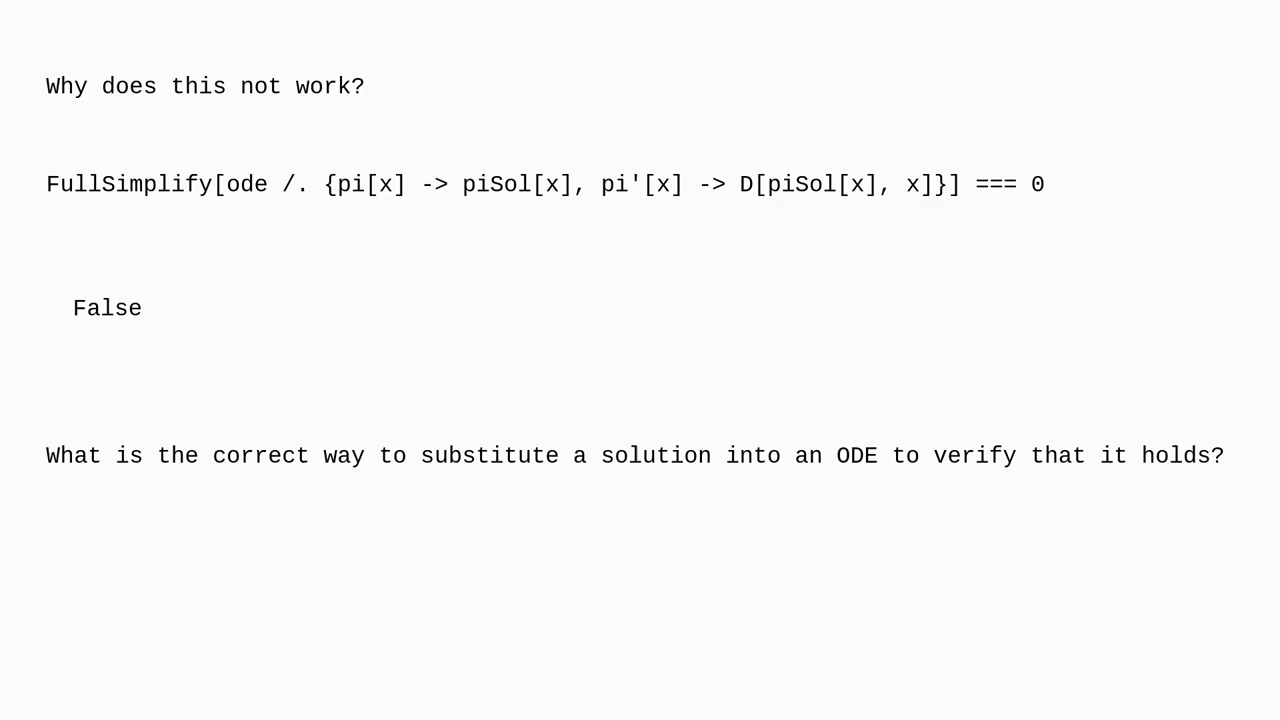 Why does this not work?
FullSimplify[ode /. {pi[x] -> piSol[x], pi'[x] -> D[piSol[x], x]}] === 0
False
What is the correct way to substitute a solution into an ODE to verify that it holds?